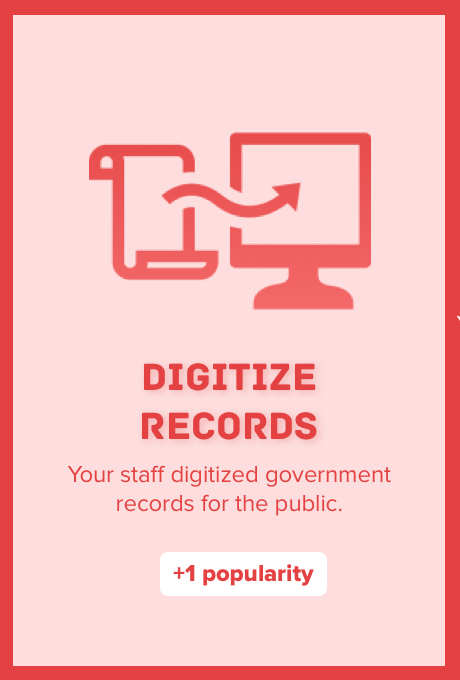 DIGITIZE
RECORDS
Your staff digitized government
records for the public.
+1 popularity